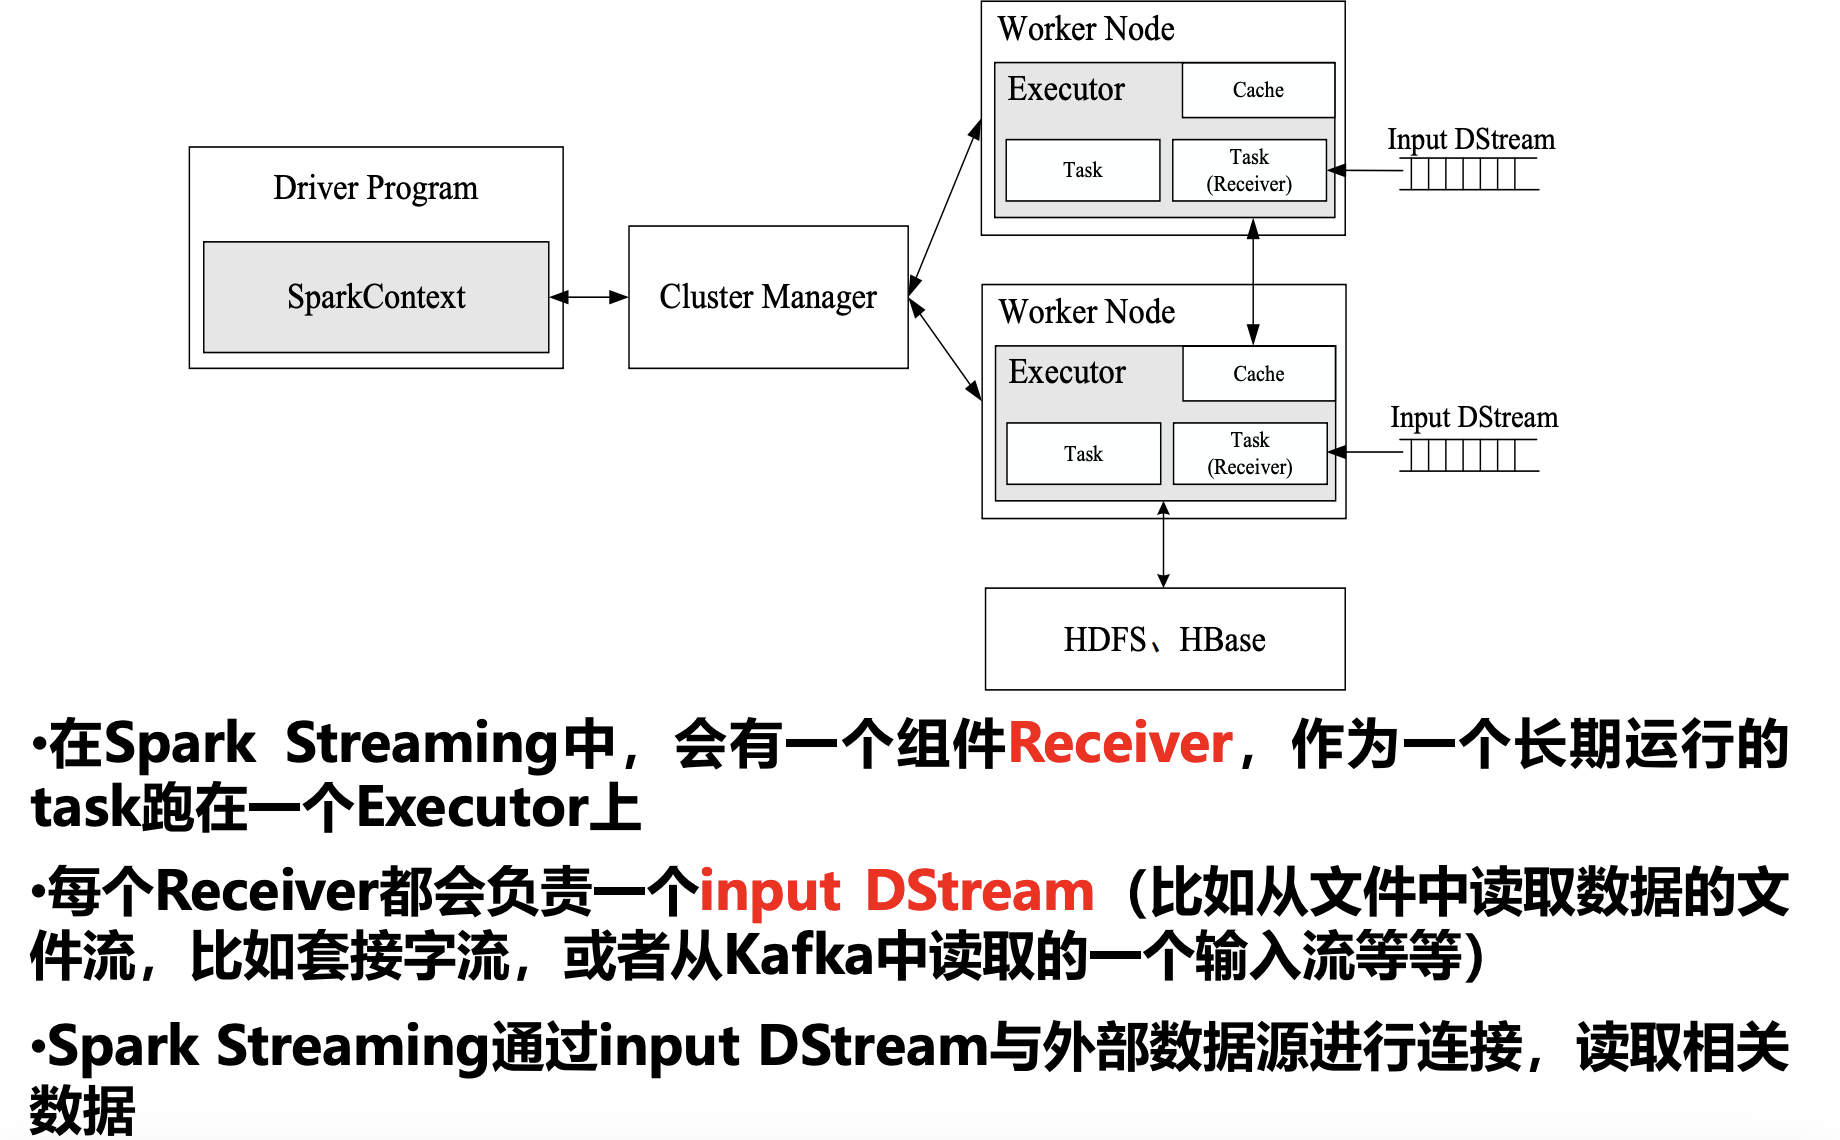 Worker Node
Executor
Cache
Task
Task
(Receiver)
Input DStream
Driver Program
SparkContext
Cluster Manager
Worker Node
Executor
Cache
Task
Task
(Receiver)
Input DStream
HDFS、HBase
•在Spark Streaming中，会有一个组件Receiver，作为一个长期运行的
task跑在一个Executor上
•每个Receiver都会负责一个input DStream（比如从文件中读取数据的文
件流，比如套接字流，或者从Kafka中读取的一个输入流等等）
•Spark Streaming通过input DStream与外部数据源进行连接，读取相关
数据